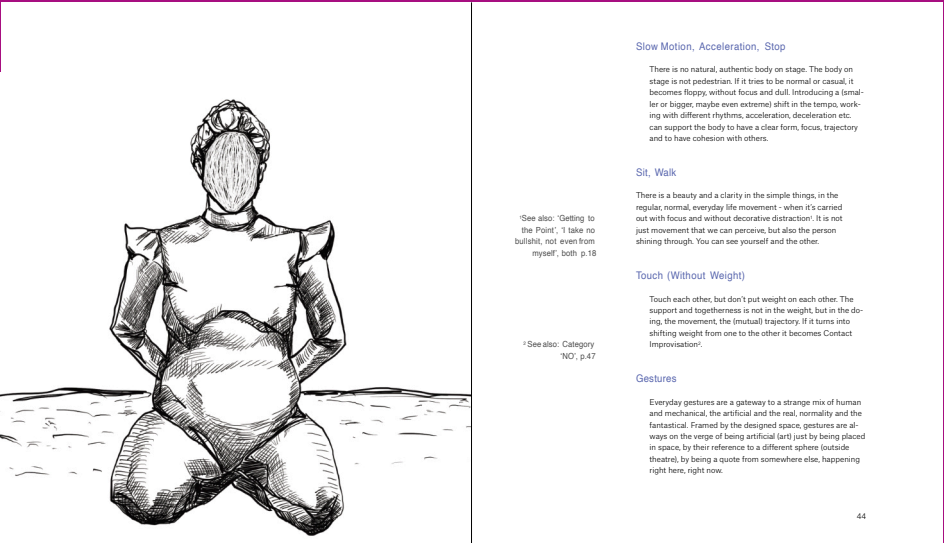 Slow Motion, Acceleration, Stop
There is no natural, authentic body on stage. The body on
stage is not pedestrian. If it tries to be normal or casual, it
becomes floppy, without focus and dull. Introducing a (smal-
ler or bigger, maybe even extreme) shift in the tempo, work-
ing with different rhythms, acceleration, deceleration etc.
can support the body to have a clear form, focus, trajectory
and to have cohesion with others.
Sit, Walk
There is a beauty and a clarity in the simple things, in the
regular, normal, everyday life movement - when it's carried
out with focus and without decorative distraction¹. It is not
just movement that we can perceive, but also the person
shining through. You can see yourself and the other.
¹See also: 'Getting to
the Point', 'I take no
bullshit, not even from
myself', both p.18
Touch (Without Weight)
Touch each other, but don't put weight on each other. The
support and togetherness is not in the weight, but in the do-
ing, the movement, the (mutual) trajectory. If it turns into
shifting weight from one to the other it becomes Contact
Improvisation².
² See also: Category
'NO', p.47
Gestures
Everyday gestures are a gateway to a strange mix of human
and mechanical, the artificial and the real, normality and the
fantastical. Framed by the designed space, gestures are al-
ways on the verge of being artificial (art) just by being placed
in space, by their reference to a different sphere (outside
theatre), by being a quote from somewhere else, happening
right here, right now.
44